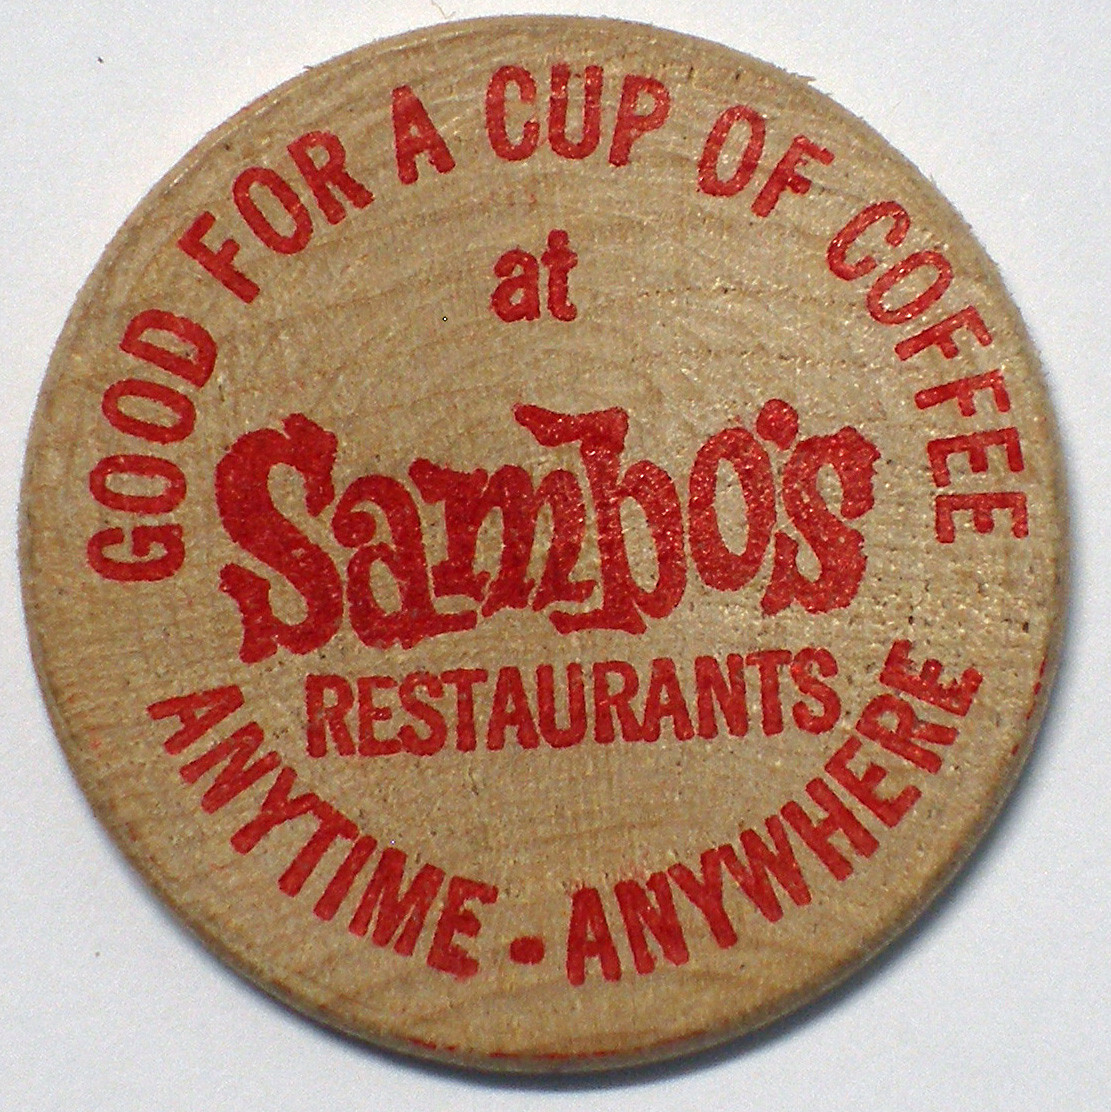 GOOD FOR A CUP OF COFFEE
at
Sambo's
RESTAURANTS
ANYTIME • ANYWHERE